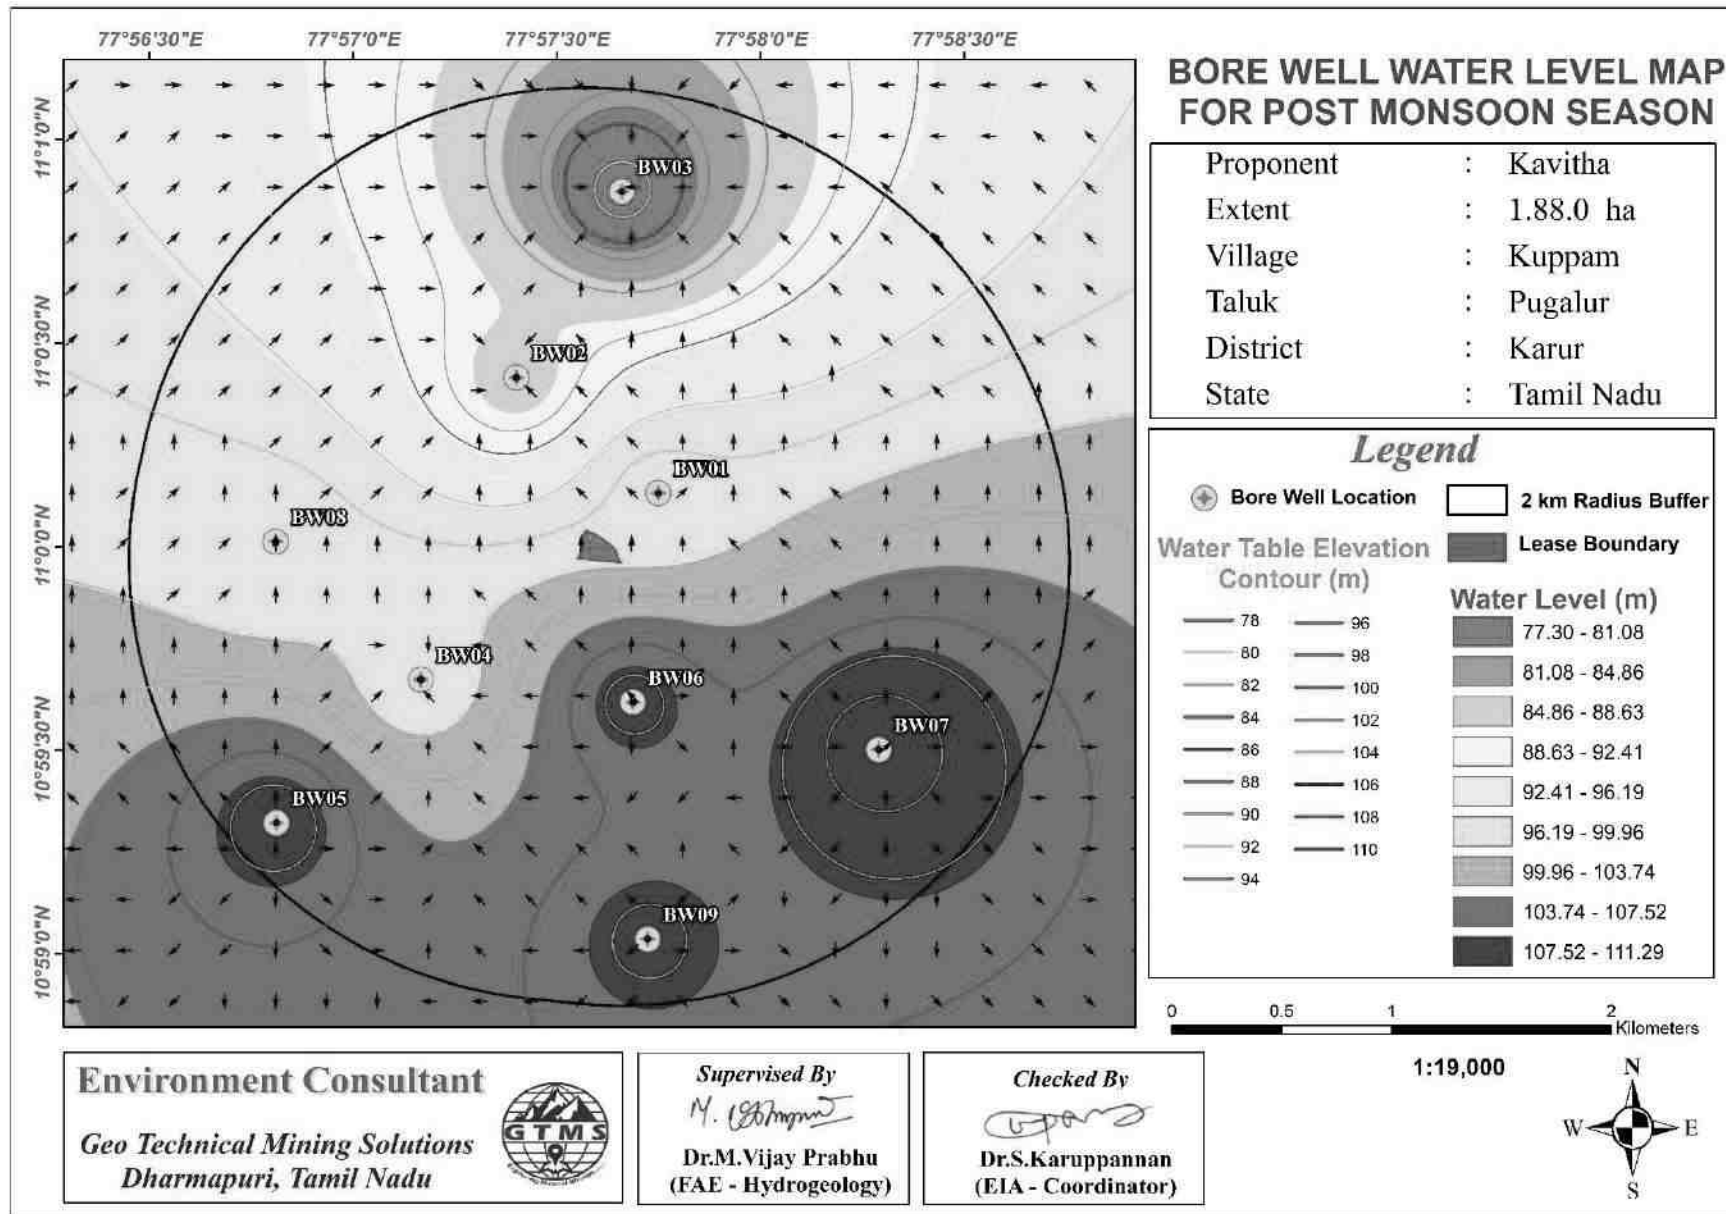 77°56'30"E 77°57'0"E 77°57'30"E 77°58'0"E 77°58'30"E
11°1'0"N
11°0'30"N
11°0'0"N
10°59'30"N
10°59'0"N
BW03
BW02
BW01
BW08
BW04
BW06
BW07
BW05
BW09
BORE WELL WATER LEVEL MAP
FOR POST MONSOON SEASON
Proponent : Kavitha
Extent : 1.88.0 ha
Village : Kuppam
Taluk : Pugalur
District : Karur
State : Tamil Nadu
Legend
Bore Well Location
2 km Radius Buffer
Lease Boundary
Water Table Elevation
Contour (m)
78 96
80 98
82 100
84 102
86 104
88 106
90 108
92 110
94
Water Level (m)
77.30 - 81.08
81.08 - 84.86
84.86 - 88.63
88.63 - 92.41
92.41 - 96.19
96.19 - 99.96
99.96 - 103.74
103.74 - 107.52
107.52 - 111.29
0 0.5 1 2
Kilometers
1:19,000
N
W E
S
Environment Consultant
Geo Technical Mining Solutions
Dharmapuri, Tamil Nadu
GTMS
Supervised By
Dr.M.Vijay Prabhu
(FAE - Hydrogeology)
Checked By
Dr.S.Karuppannan
(EIA - Coordinator)